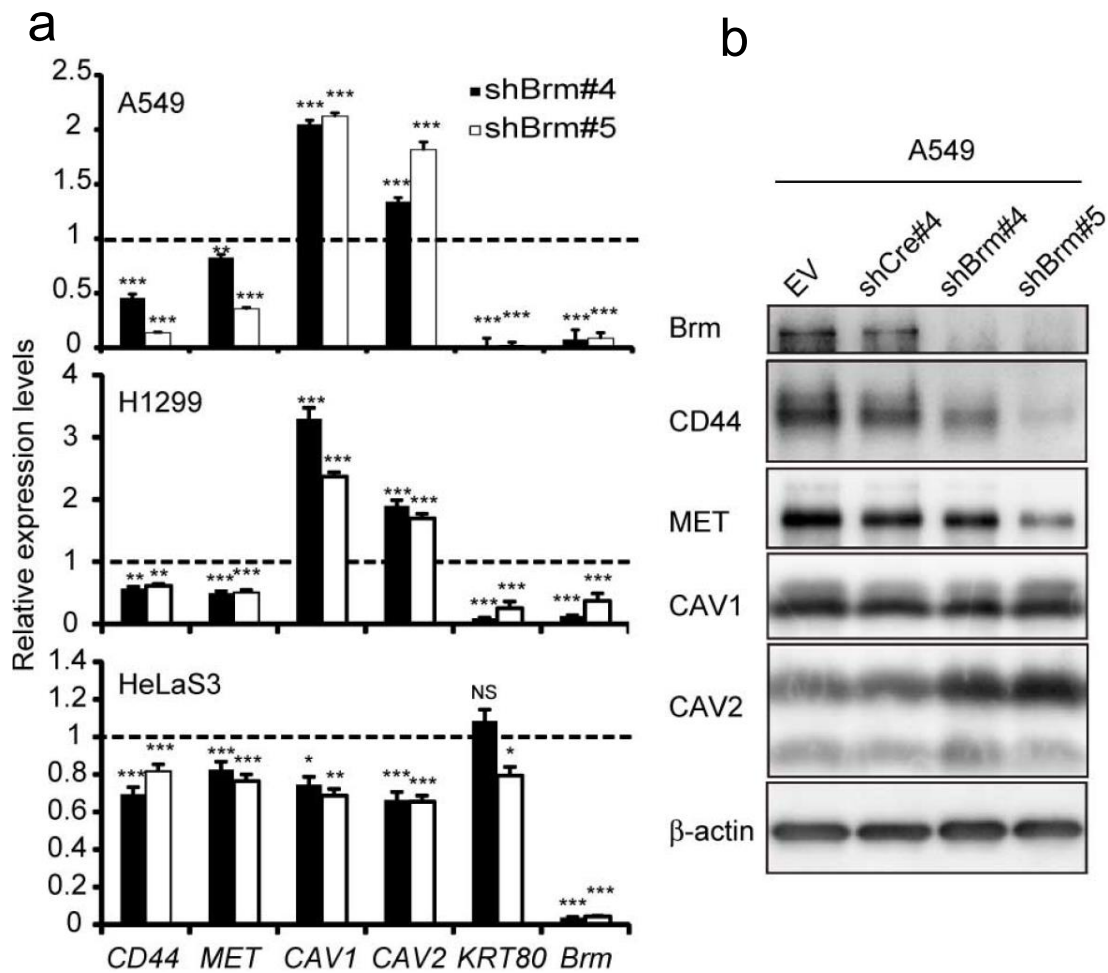 a
Relative expression levels
2.5
2
1.5
1
0.5
0
A549
■shBrm#4
□shBrm#5
*** *** *** *** ** *** *** *** *** *** *** ***
4
3
2
1
0
H1299
** ** *** *** *** *** *** *** *** *** *** ***
1.4
1.2
1
0.8
0.6
0.4
0.2
0
HeLaS3
*** *** *** *** * ** *** *** NS * *** ***
CD44 MET CAV1 CAV2 KRT80 Brm
b
A549
EV shCre#4 shBrm#4 shBrm#5
Brm
CD44
MET
CAV1
CAV2
β-actin